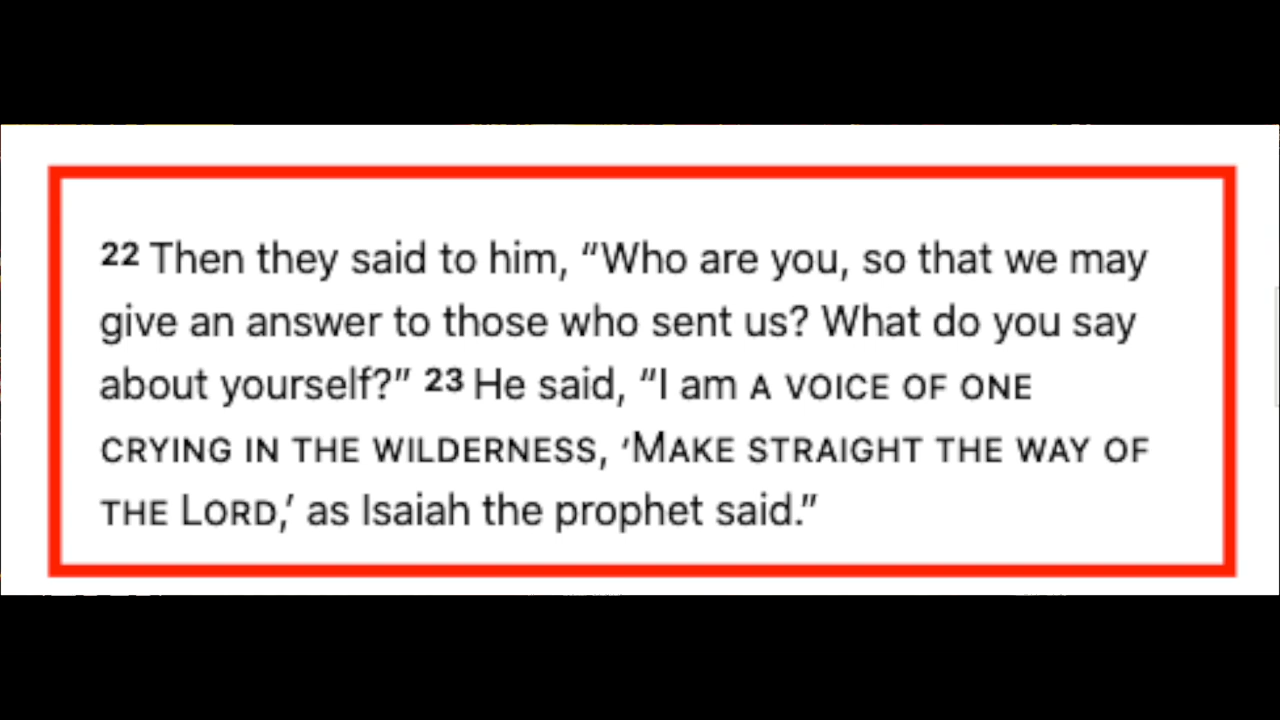 22 Then they said to him, “Who are you, so that we may
give an answer to those who sent us? What do you say
about yourself?” 23 He said, “I am A VOICE OF ONE
CRYING IN THE WILDERNESS, ‘MAKE STRAIGHT THE WAY OF
THE LORD,’ as Isaiah the prophet said.”